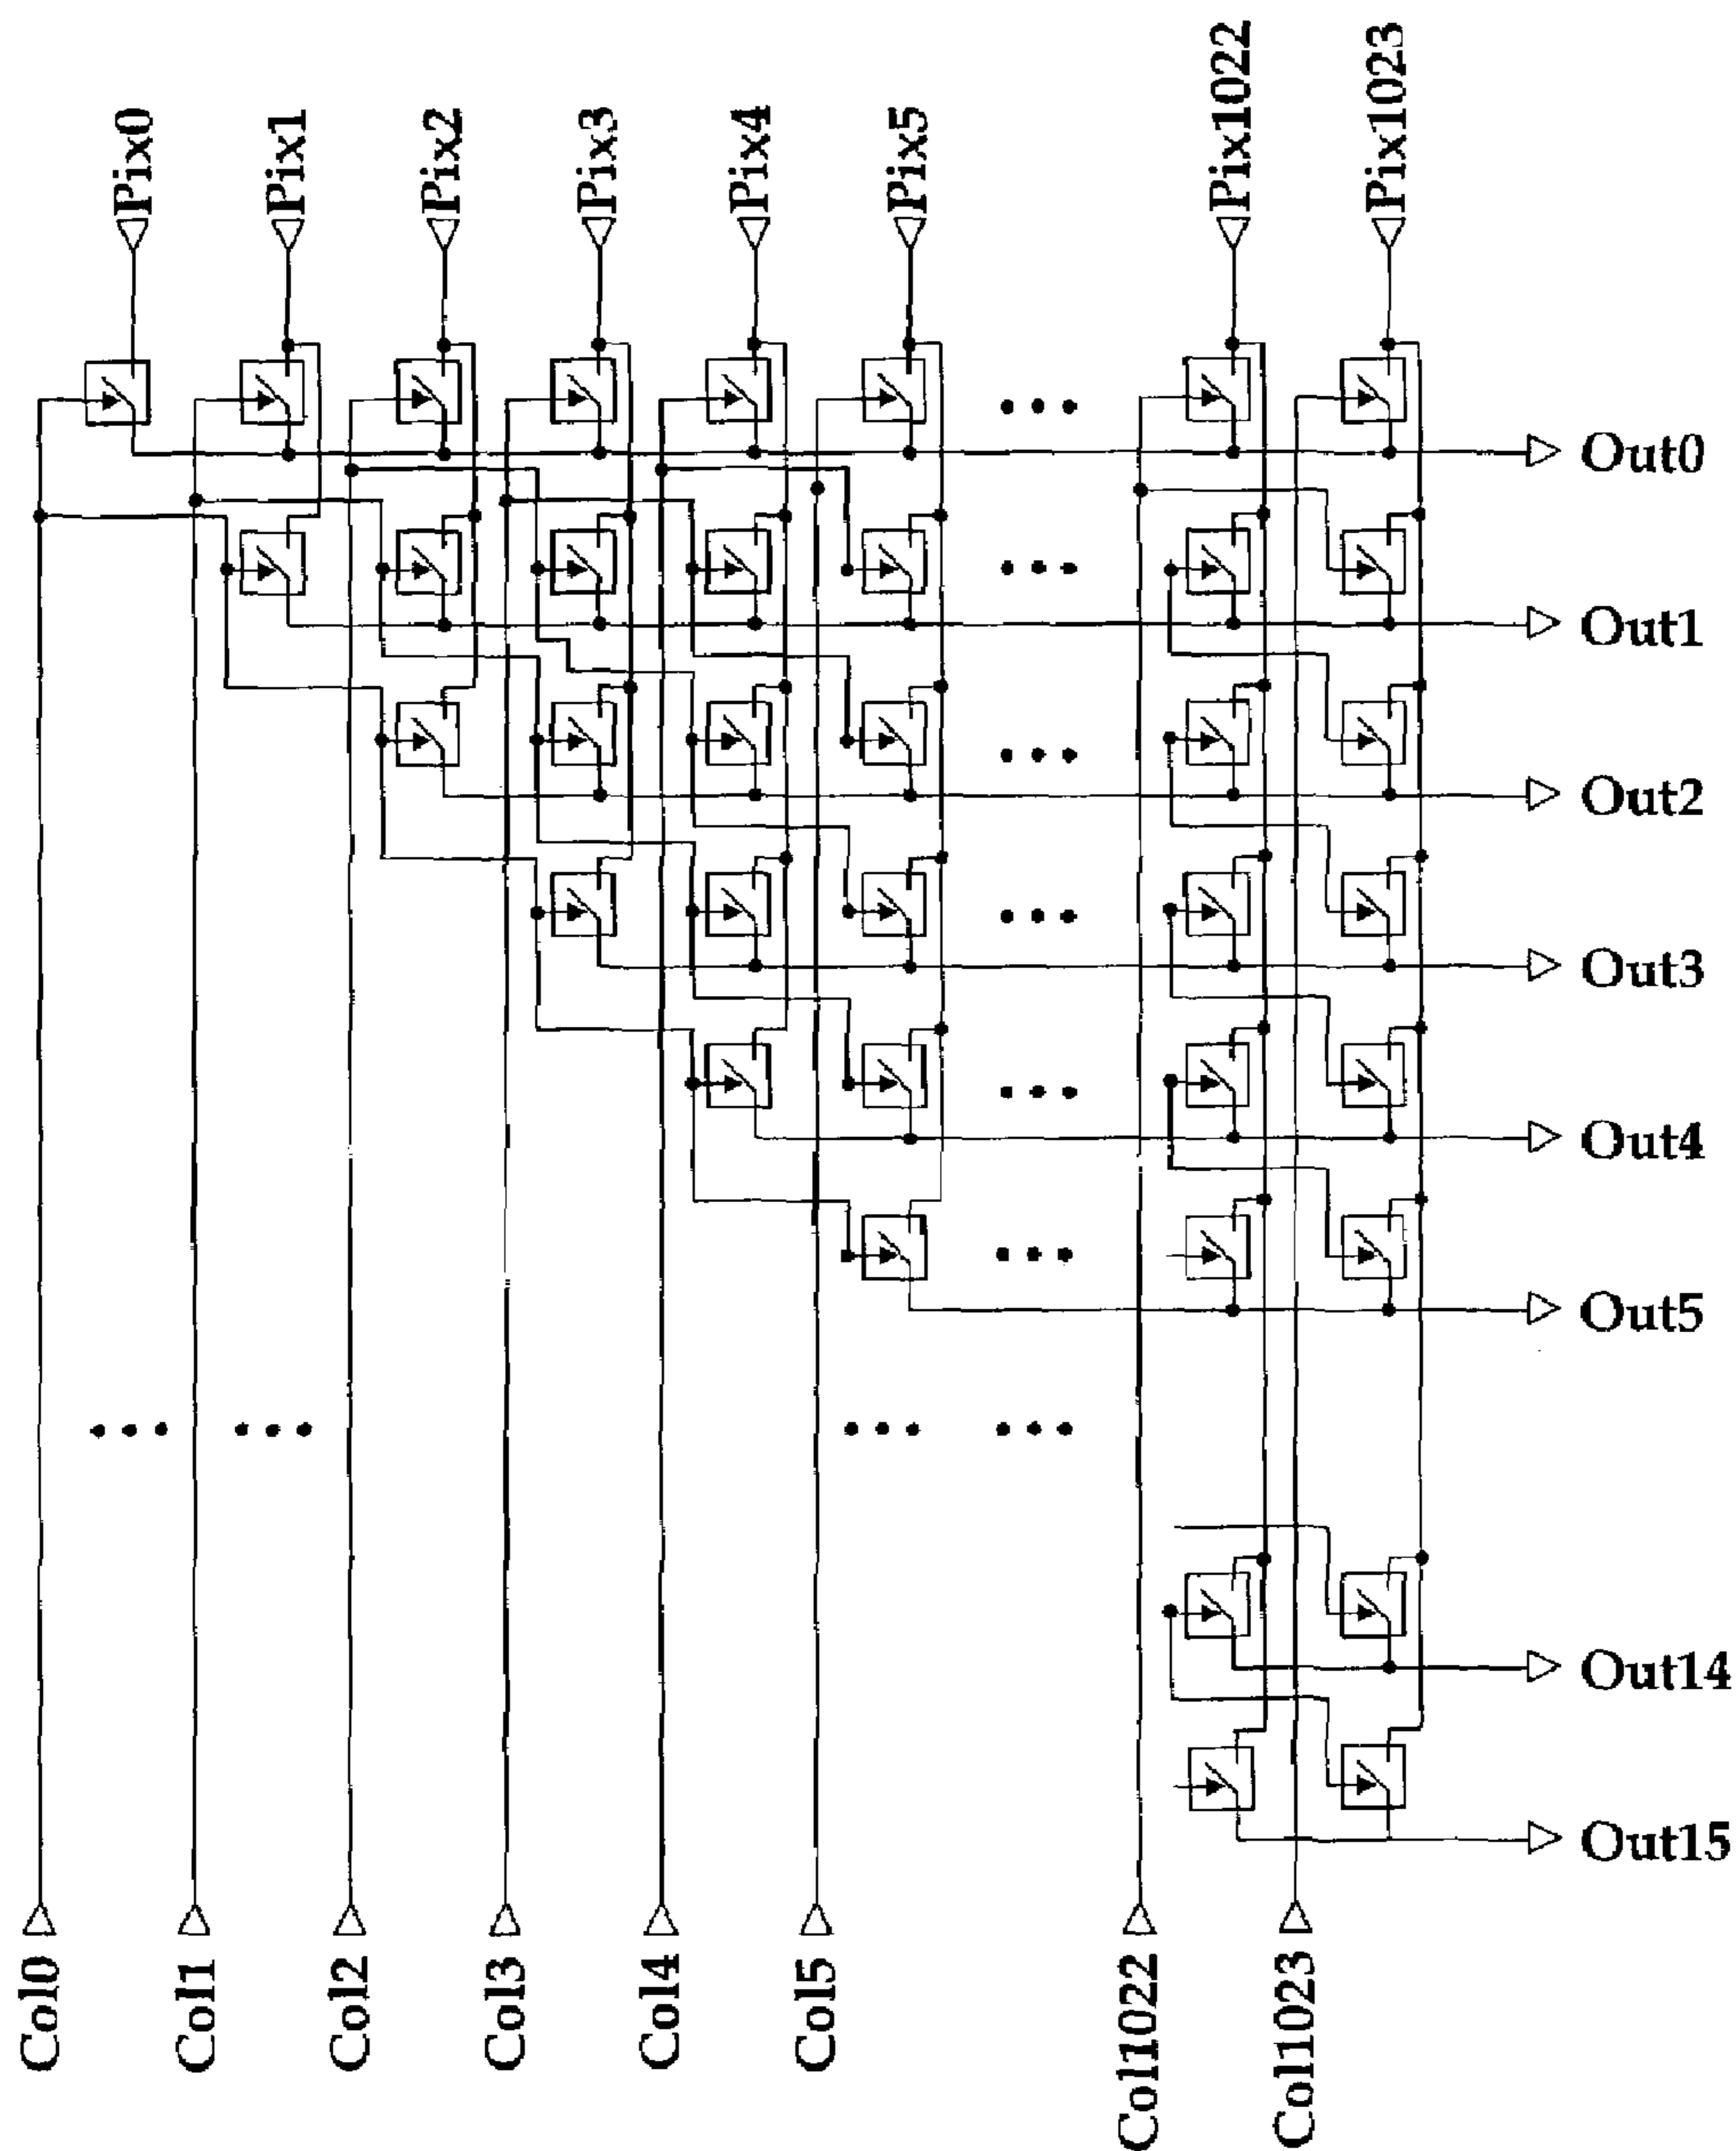 Pix0
Pix1
Pix2
Pix3
Pix4
Pix5
Pix1022
Pix1023
Out0
Out1
Out2
Out3
Out4
Out5
Out14
Out15
Col0
Col1
Col2
Col3
Col4
Col5
Col1022
Col1023